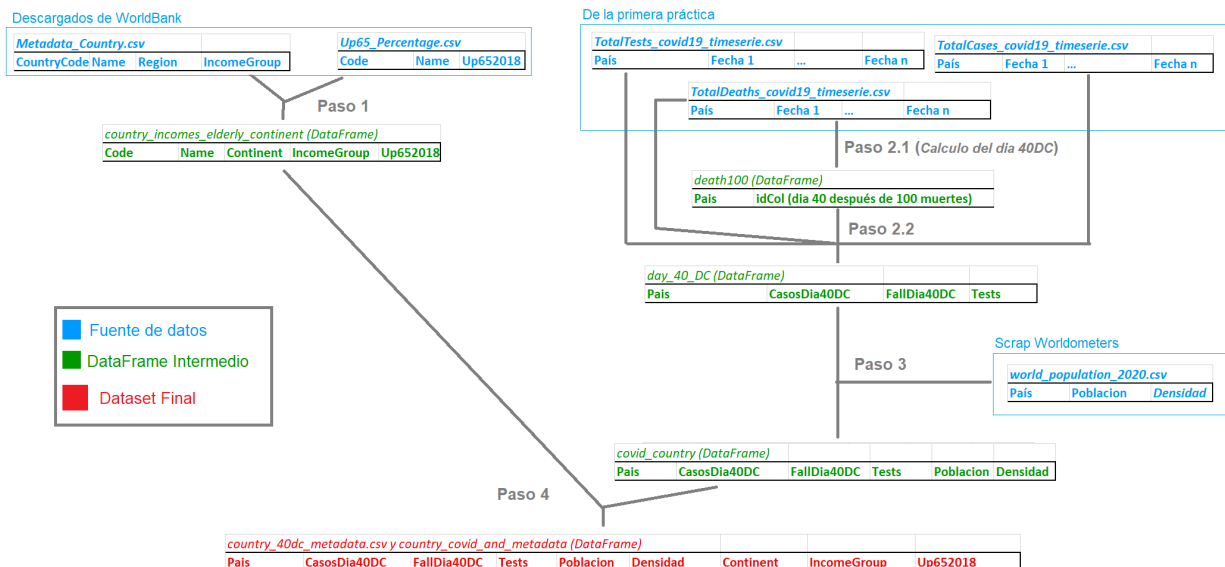 Descargados de WorldBank
Metadata_Country.csv
CountryCode Name Region IncomeGroup
Up65_Percentage.csv
Code Name Up652018
Paso 1
country_incomes_elderly_continent (DataFrame)
Code Name Continent IncomeGroup Up652018
De la primera práctica
TotalTests_covid19_timeserie.csv
País Fecha 1 ... Fecha n
TotalCases_covid19_timeserie.csv
País Fecha 1 ... Fecha n
TotalDeaths_covid19_timeserie.csv
País Fecha 1 ... Fecha n
Paso 2.1 (Calculo del dia 40DC)
death100 (DataFrame)
Pais idCol (dia 40 después de 100 muertes)
Paso 2.2
day_40_DC (DataFrame)
Pais CasosDia40DC FallDia40DC Tests
Fuente de datos
DataFrame Intermedio
Dataset Final
Scrap Worldometers
Paso 3
world_population_2020.csv
País Poblacion Densidad
covid_country (DataFrame)
Pais CasosDia40DC FallDia40DC Tests Poblacion Densidad
Paso 4
country_40dc_metadata.csv y country_covid_and_metadata (DataFrame)
Pais CasosDia40DC FallDia40DC Tests Poblacion Densidad Continent IncomeGroup Up652018